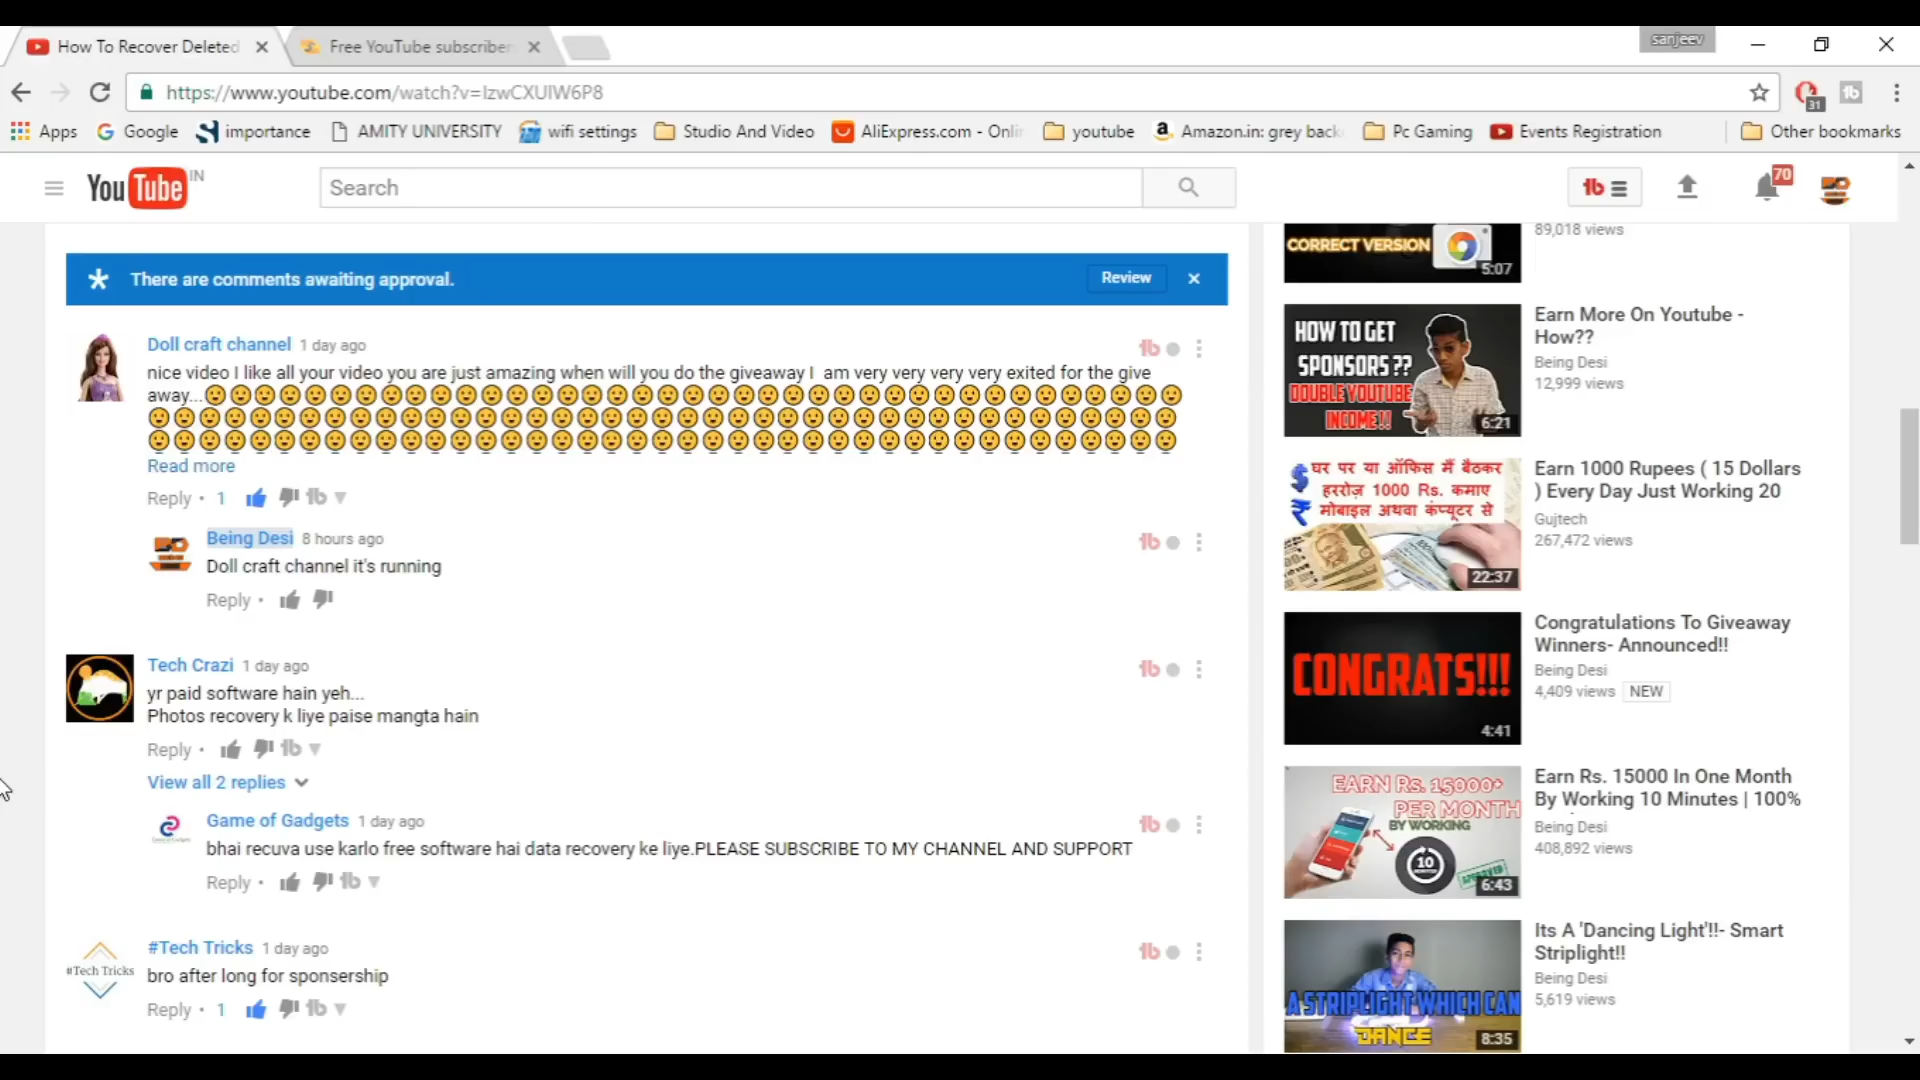 How To Recover Deleted
Free YouTube subscriber
sanjeev
https://www.youtube.com/watch?v=IzwCXUIW6P8
31
Apps
Google
importance
AMITY UNIVERSITY
wifi settings
Studio And Video
AliExpress.com - Onli
youtube
Amazon.in: grey back
Pc Gaming
Events Registration
Other bookmarks
YouTube IN
Search
70
There are comments awaiting approval.
Review
Doll craft channel 1 day ago
nice video I like all your video you are just amazing when will you do the giveaway I am very very very very exited for the give
away...
Read more
Reply • 1
Being Desi 8 hours ago
Doll craft channel it's running
Reply •
Tech Crazi 1 day ago
yr paid software hain yeh...
Photos recovery k liye paise mangta hain
Reply •
View all 2 replies
Game of Gadgets 1 day ago
bhai recuva use karlo free software hai data recovery ke liye.PLEASE SUBSCRIBE TO MY CHANNEL AND SUPPORT
Reply •
#Tech Tricks
#Tech Tricks 1 day ago
bro after long for sponsership
Reply • 1
CORRECT VERSION
5:07
89,018 views
HOW TO GET
SPONSORS ??
DOUBLE YOUTUBE
INCOME!!
6:21
Earn More On Youtube -
How??
Being Desi
12,999 views
घर पर या ऑफिस में बैठकर
हररोज़ 1000 Rs. कमाए
मोबाइल अथवा कंप्यूटर से
22:37
Earn 1000 Rupees ( 15 Dollars
) Every Day Just Working 20
Gujtech
267,472 views
CONGRATS!!!
4:41
Congratulations To Giveaway
Winners- Announced!!
Being Desi
4,409 views NEW
EARN Rs. 15000+
PER MONTH
BY WORKING
10
MINUTES
APPROVED
6:43
Earn Rs. 15000 In One Month
By Working 10 Minutes | 100%
Being Desi
408,892 views
A STRIPLIGHT WHICH CAN
DANCE
8:35
Its A 'Dancing Light'!!- Smart
Striplight!!
Being Desi
5,619 views